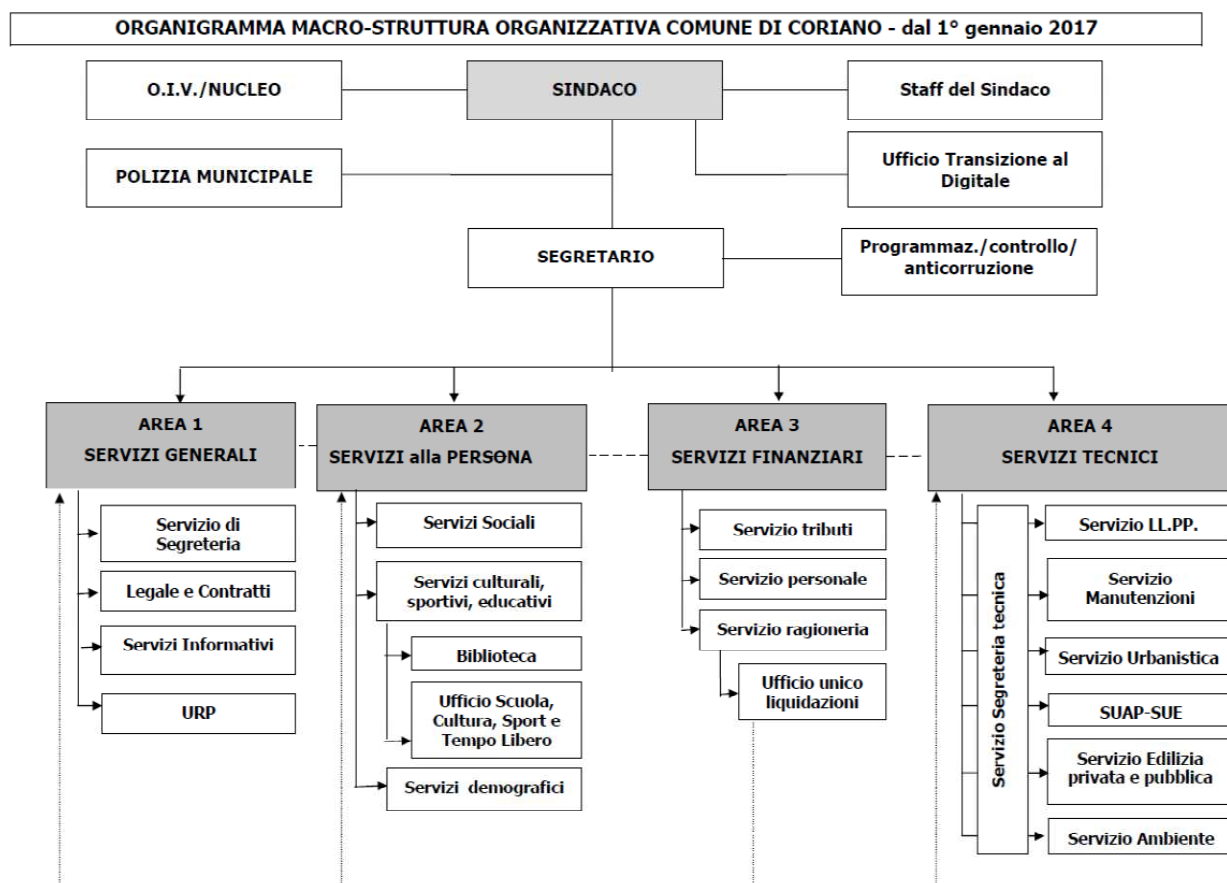 ORGANIGRAMMA MACRO-STRUTTURA ORGANIZZATIVA COMUNE DI CORIANO - dal 1° gennaio 2017
O.I.V./NUCLEO
SINDACO
Staff del Sindaco
POLIZIA MUNICIPALE
Ufficio Transizione al
Digitale
SEGRETARIO
Programmaz./controllo/
anticorruzione
AREA 1
SERVIZI GENERALI
Servizio di
Segreteria
Legale e Contratti
Servizi Informativi
URP
AREA 2
SERVIZI alla PERSONA
Servizi Sociali
Servizi culturali,
sportivi, educativi
Biblioteca
Ufficio Scuola,
Cultura, Sport e
Tempo Libero
Servizi demografici
AREA 3
SERVIZI FINANZIARI
Servizio tributi
Servizio personale
Servizio ragioneria
Ufficio unico
liquidazioni
AREA 4
SERVIZI TECNICI
Servizio Segreteria tecnica
Servizio LL.PP.
Servizio
Manutenzioni
Servizio Urbanistica
SUAP-SUE
Servizio Edilizia
privata e pubblica
Servizio Ambiente